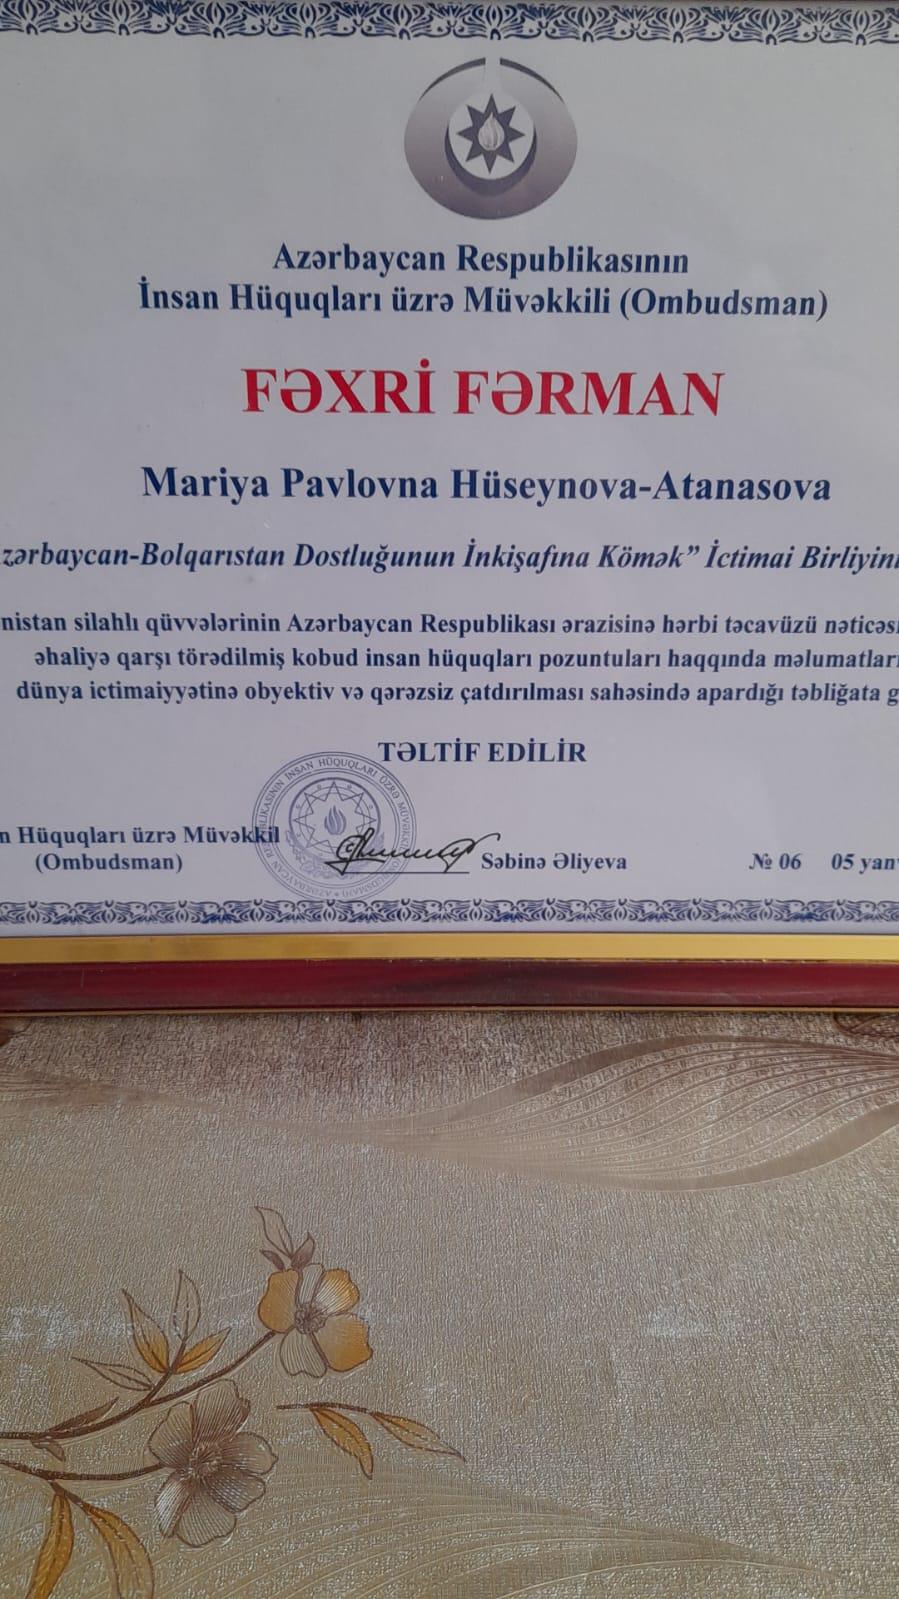 Azərbaycan Respublikasının
İnsan Hüquqları üzrə Müvəkkili (Ombudsman)
FƏXRİ FƏRMAN
Mariya Pavlovna Hüseynova-Atanasova
zərbaycan-Bolqarıstan Dostluğunun İnkişafına Kömək” İctimai Birliyin
nistan silahlı qüvvələrinin Azərbaycan Respublikası ərazisinə hərbi təcavüzü nəticəs
əhaliyə qarşı törədilmiş kobud insan hüquqları pozuntuları haqqında məlumatlar
dünya ictimaiyyətinə obyektiv və qərəzsiz çatdırılması sahəsində apardığı təbliğata g
TƏLTİF EDİLİR
n Hüquqları üzrə Müvəkkil
(Ombudsman)
Səbinə Əliyeva
№ 06 05 yan